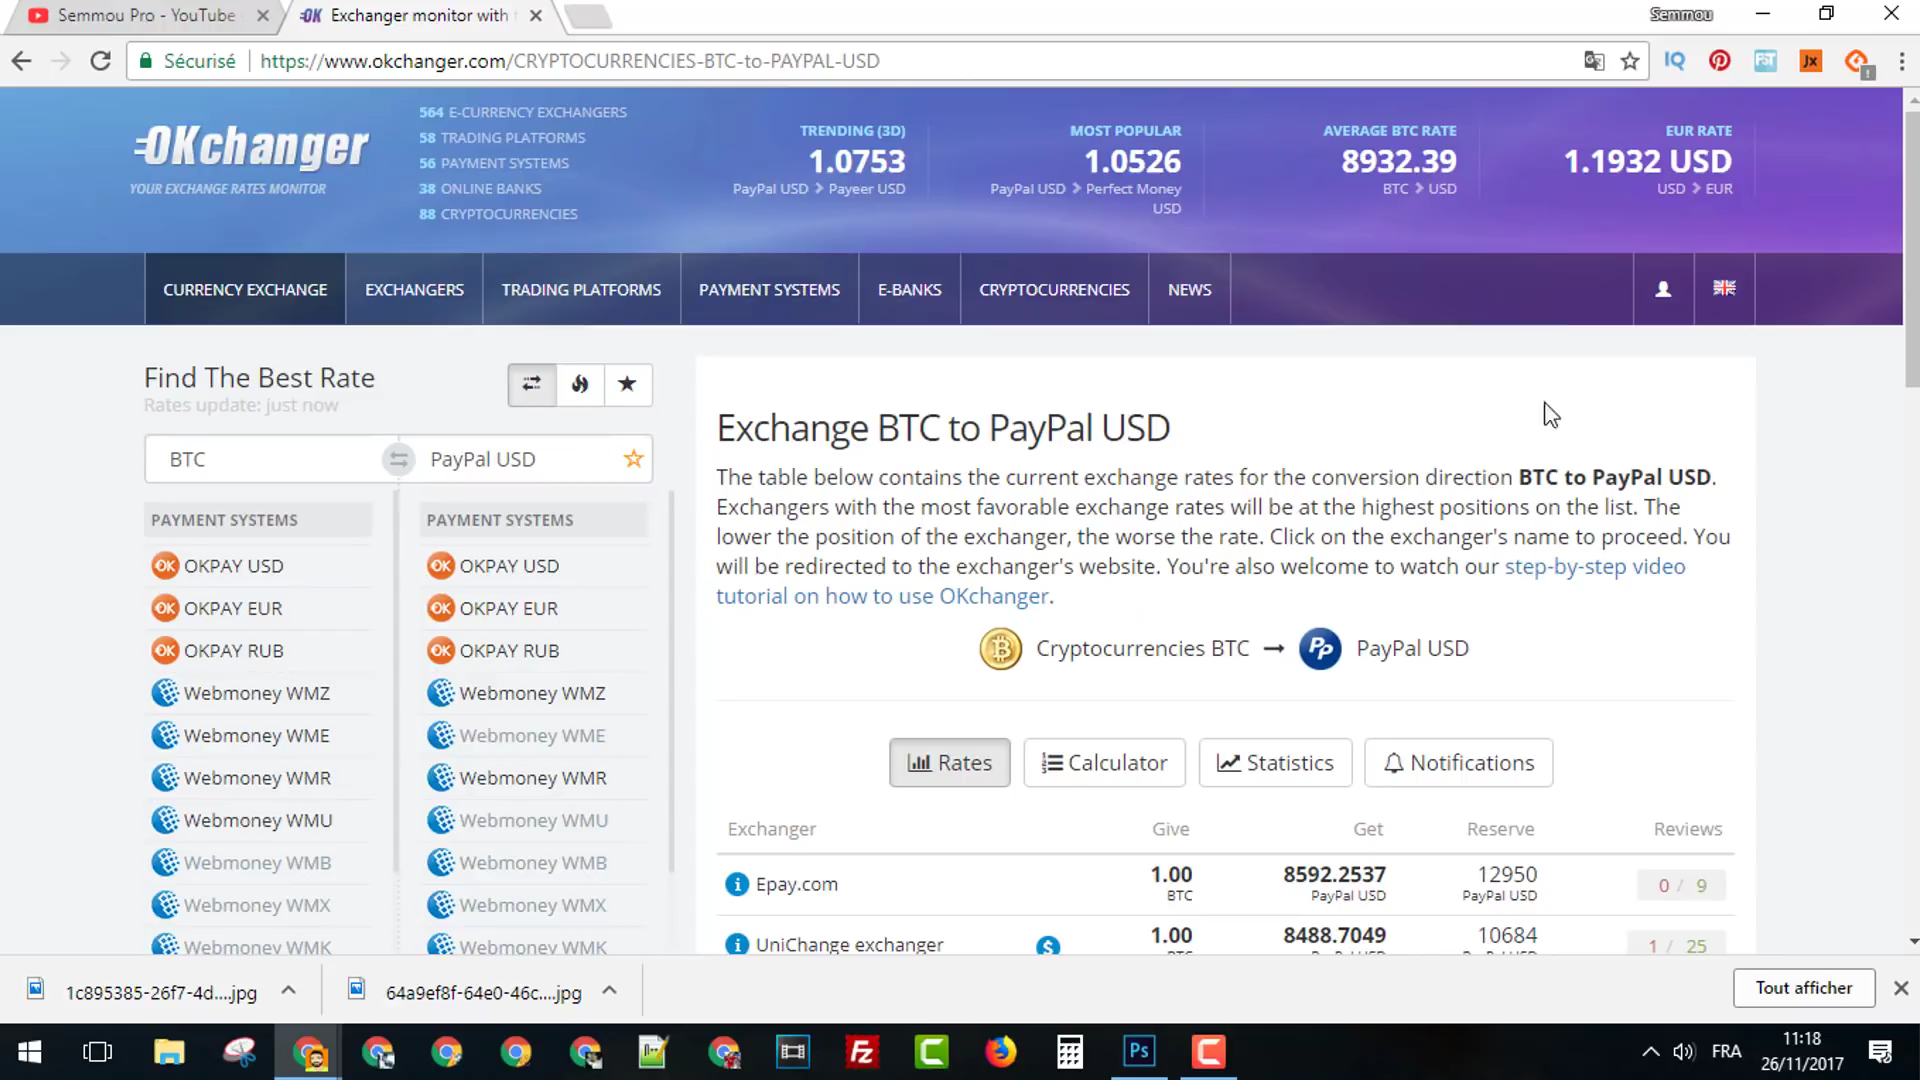 Semmou Pro - YouTube
Exchanger monitor with
Semmou
Sécurisé
https://www.okchanger.com/CRYPTOCURRENCIES-BTC-to-PAYPAL-USD
OKchanger
YOUR EXCHANGE RATES MONITOR
564 E-CURRENCY EXCHANGERS
58 TRADING PLATFORMS
56 PAYMENT SYSTEMS
38 ONLINE BANKS
88 CRYPTOCURRENCIES
TRENDING (3D)
1.0753
PayPal USD > Payeer USD
MOST POPULAR
1.0526
PayPal USD > Perfect Money
USD
AVERAGE BTC RATE
8932.39
BTC > USD
EUR RATE
1.1932 USD
USD > EUR
CURRENCY EXCHANGE
EXCHANGERS
TRADING PLATFORMS
PAYMENT SYSTEMS
E-BANKS
CRYPTOCURRENCIES
NEWS
Find The Best Rate
Rates update: just now
BTC
PayPal USD
PAYMENT SYSTEMS
OKPAY USD
OKPAY EUR
OKPAY RUB
Webmoney WMZ
Webmoney WME
Webmoney WMR
Webmoney WMU
Webmoney WMB
Webmoney WMX
Webmoney WMK
PAYMENT SYSTEMS
OKPAY USD
OKPAY EUR
OKPAY RUB
Webmoney WMZ
Webmoney WME
Webmoney WMR
Webmoney WMU
Webmoney WMB
Webmoney WMX
Webmoney WMK
Exchange BTC to PayPal USD
The table below contains the current exchange rates for the conversion direction BTC to PayPal USD.
Exchangers with the most favorable exchange rates will be at the highest positions on the list. The
lower the position of the exchanger, the worse the rate. Click on the exchanger's name to proceed. You
will be redirected to the exchanger's website. You're also welcome to watch our step-by-step video
tutorial on how to use OKchanger.
Cryptocurrencies BTC → PayPal USD
Rates
Calculator
Statistics
Notifications
Exchanger Give Get Reserve Reviews
Epay.com 1.00 8592.2537 12950 0 / 9
BTC PayPal USD PayPal USD
UniChange exchanger 1.00 8488.7049 10684 1 / 25
BTC PayPal USD PayPal USD
1c895385-26f7-4d....jpg
64a9ef8f-64e0-46c....jpg
Tout afficher
FRA
11:18
26/11/2017